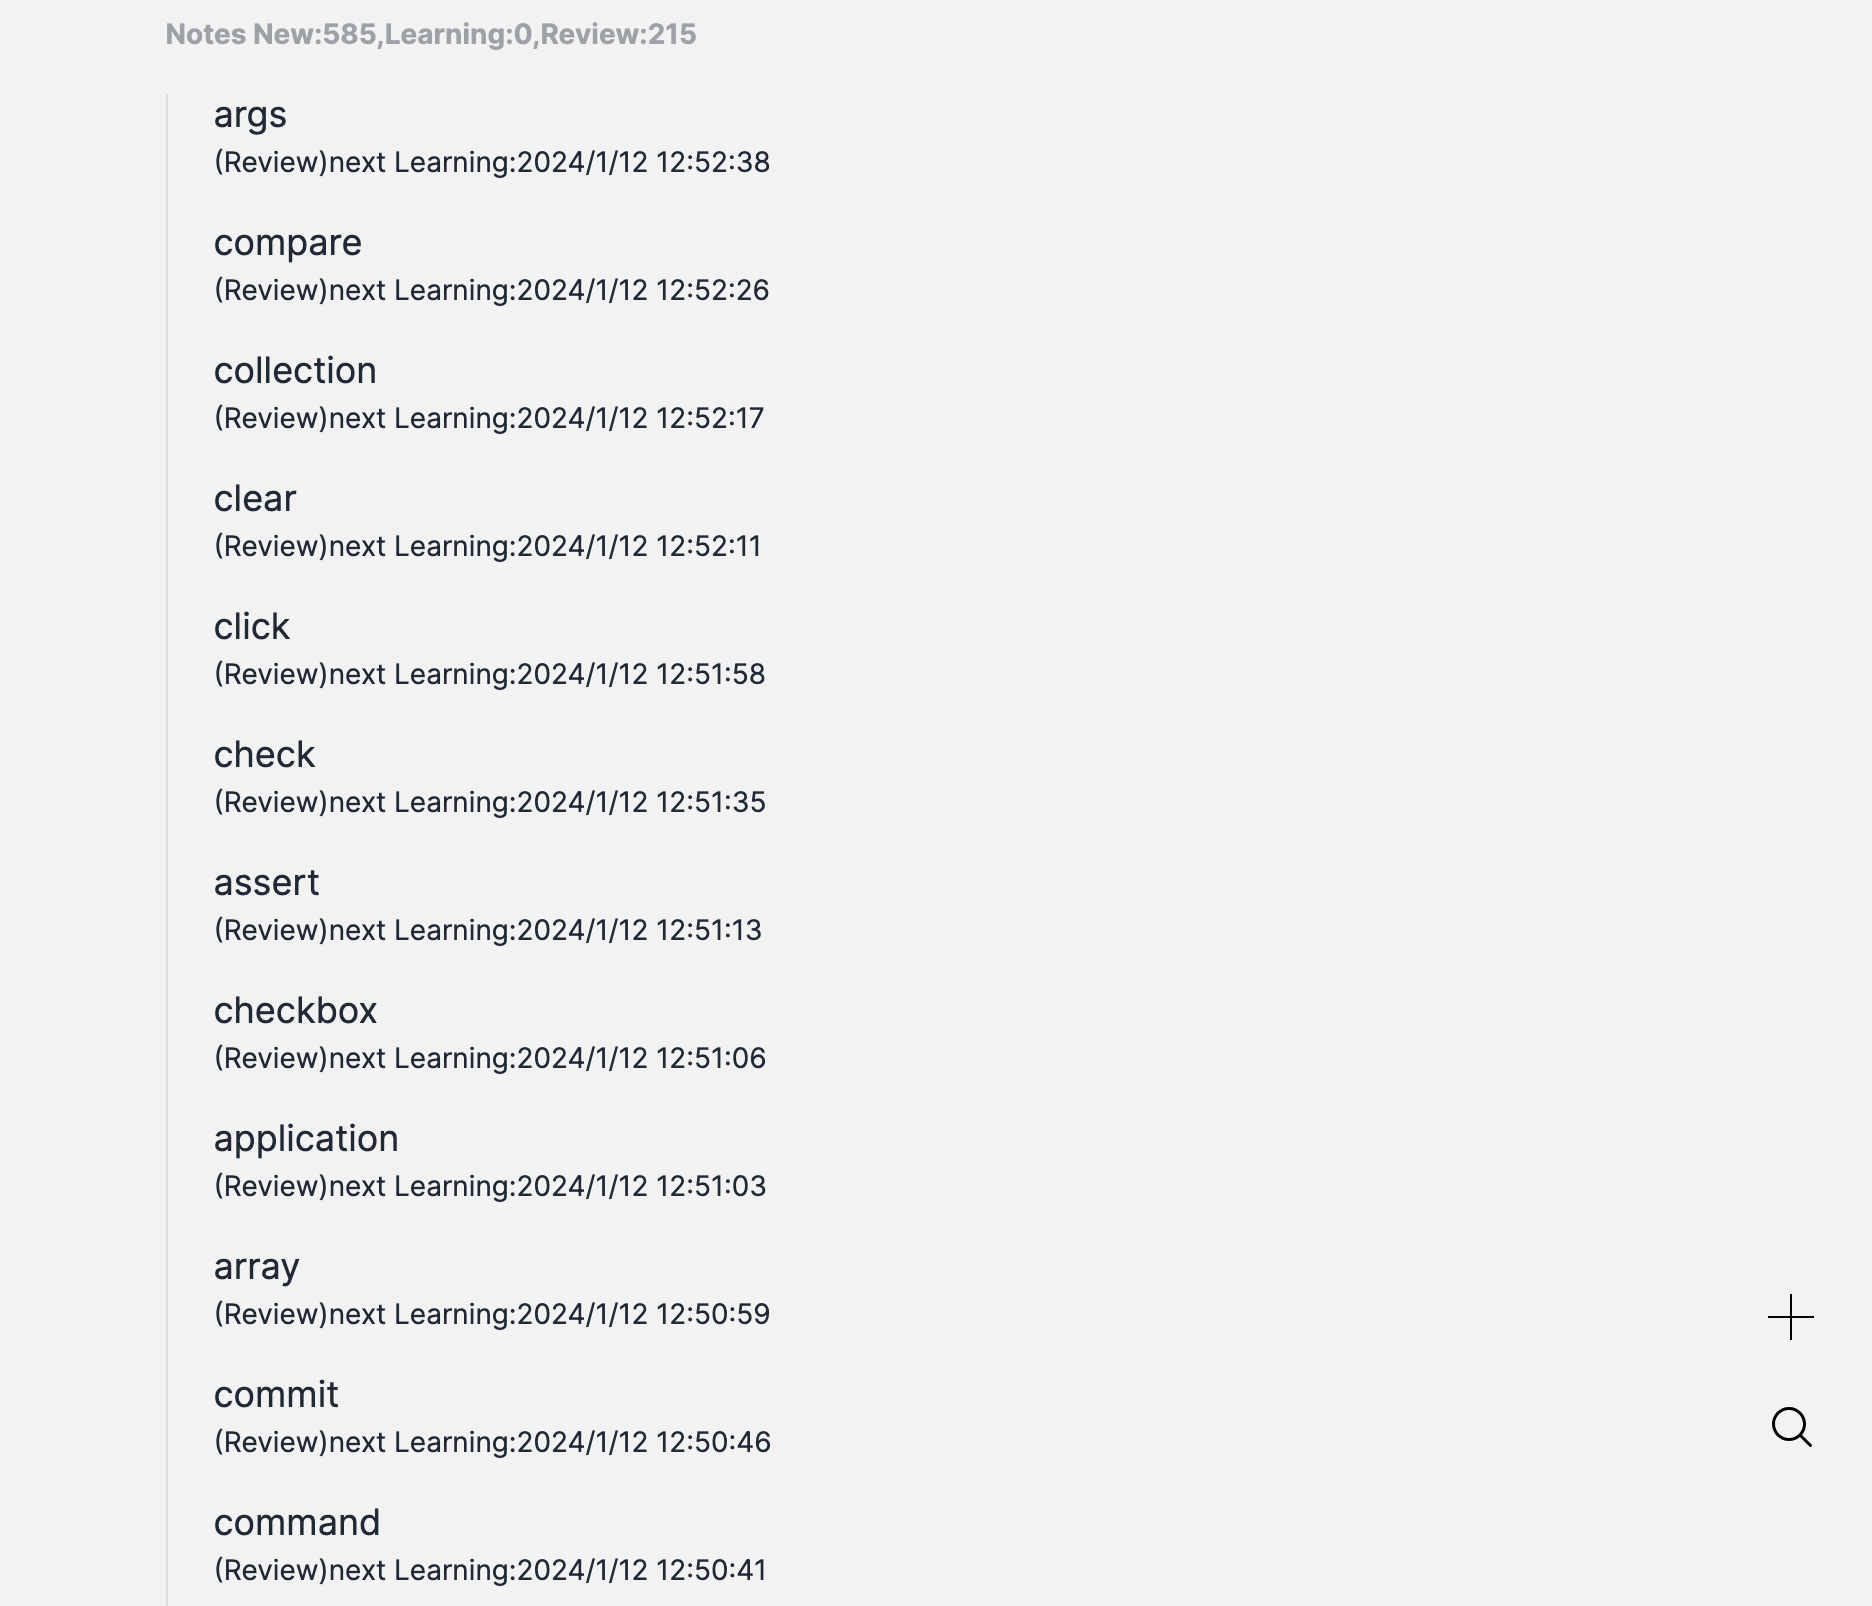 Notes New:585,Learning:0,Review:215
args
(Review)next Learning:2024/1/12 12:52:38
compare
(Review)next Learning:2024/1/12 12:52:26
collection
(Review)next Learning:2024/1/12 12:52:17
clear
(Review)next Learning:2024/1/12 12:52:11
click
(Review)next Learning:2024/1/12 12:51:58
check
(Review)next Learning:2024/1/12 12:51:35
assert
(Review)next Learning:2024/1/12 12:51:13
checkbox
(Review)next Learning:2024/1/12 12:51:06
application
(Review)next Learning:2024/1/12 12:51:03
array
(Review)next Learning:2024/1/12 12:50:59
commit
(Review)next Learning:2024/1/12 12:50:46
command
(Review)next Learning:2024/1/12 12:50:41